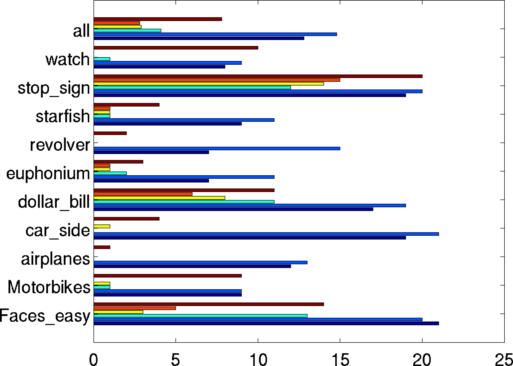 all
watch
stop_sign
starfish
revolver
euphonium
dollar_bill
car_side
airplanes
Motorbikes
Faces_easy
0 5 10 15 20 25